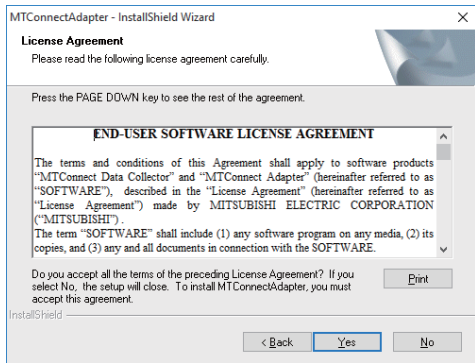 MTConnectAdapter - InstallShield Wizard
License Agreement
Please read the following license agreement carefully.
Press the PAGE DOWN key to see the rest of the agreement.
END-USER SOFTWARE LICENSE AGREEMENT
The terms and conditions of this Agreement shall apply to software products
“MTConnect Data Collector” and “MTConnect Adapter” (hereinafter referred to as
“SOFTWARE”), described in the “License Agreement” (hereinafter referred to as
“License Agreement”) made by MITSUBISHI ELECTRIC CORPORATION
(“MITSUBISHI”) .
The term “SOFTWARE” shall include (1) any software program on any media, (2) its
copies, and (3) any and all documents in connection with the SOFTWARE.
Do you accept all the terms of the preceding License Agreement? If you
select No, the setup will close. To install MTConnectAdapter, you must
accept this agreement.
Print
InstallShield
< Back
Yes
No